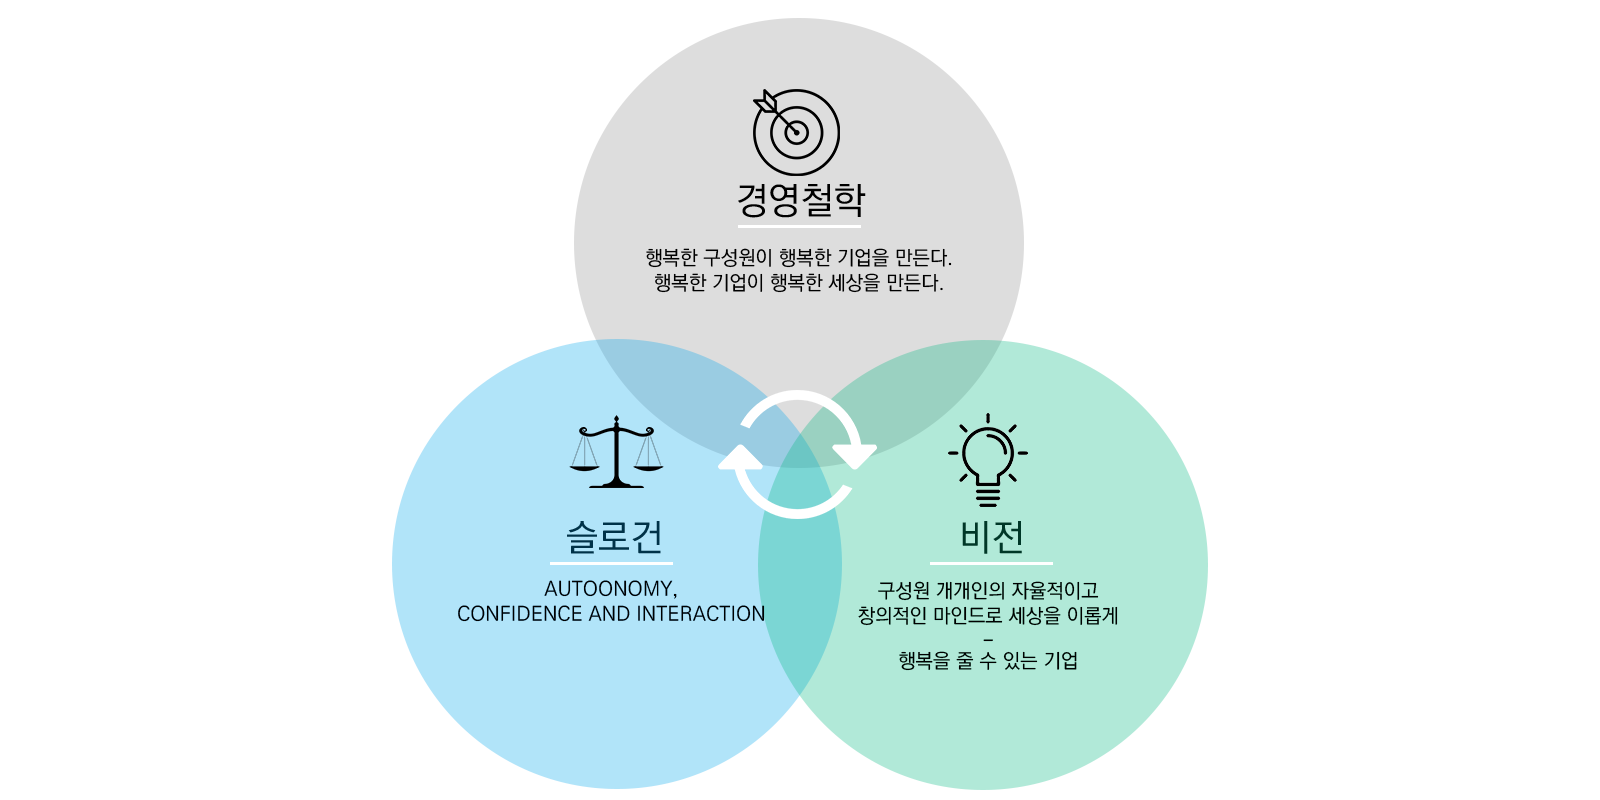 경영철학
행복한 구성원이 행복한 기업을 만든다.
행복한 기업이 행복한 세상을 만든다.
슬로건
AUTOONOMY,
CONFIDENCE AND INTERACTION
비전
구성원 개개인의 자율적이고
창의적인 마인드로 세상을 이롭게
–
행복을 줄 수 있는 기업